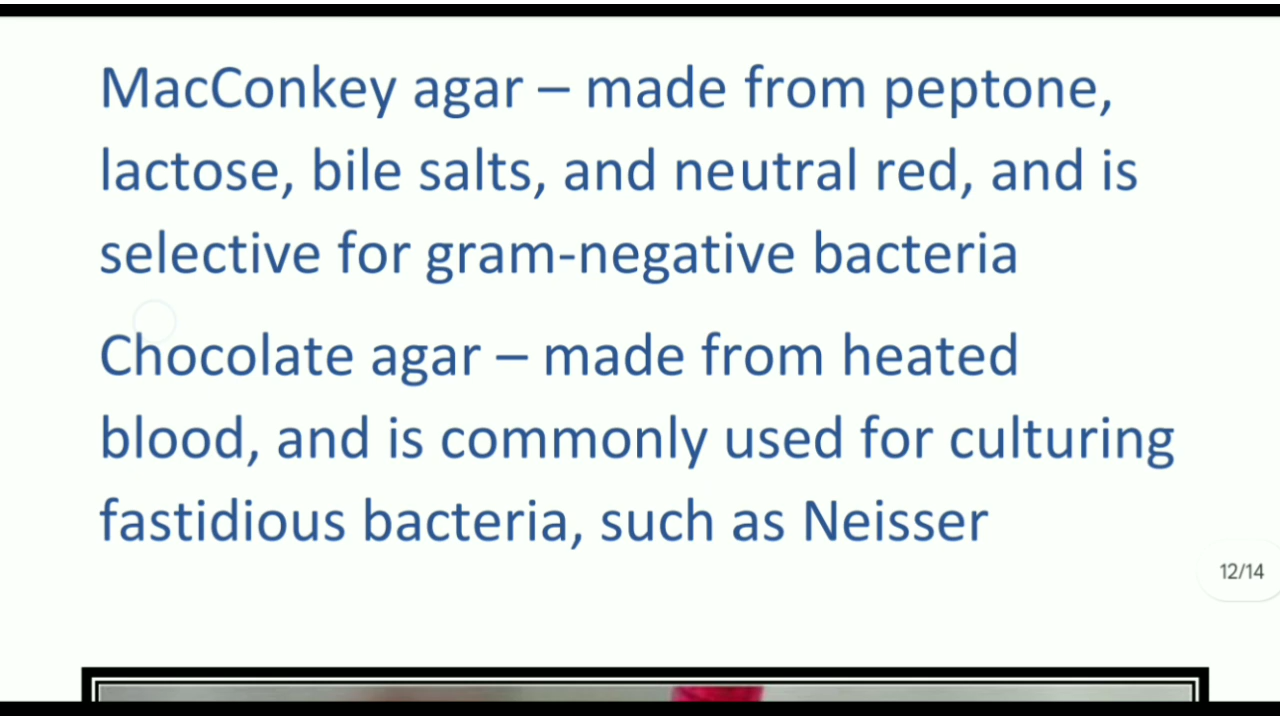 MacConkey agar – made from peptone,
lactose, bile salts, and neutral red, and is
selective for gram-negative bacteria
Chocolate agar – made from heated
blood, and is commonly used for culturing
fastidious bacteria, such as Neisser
12/14